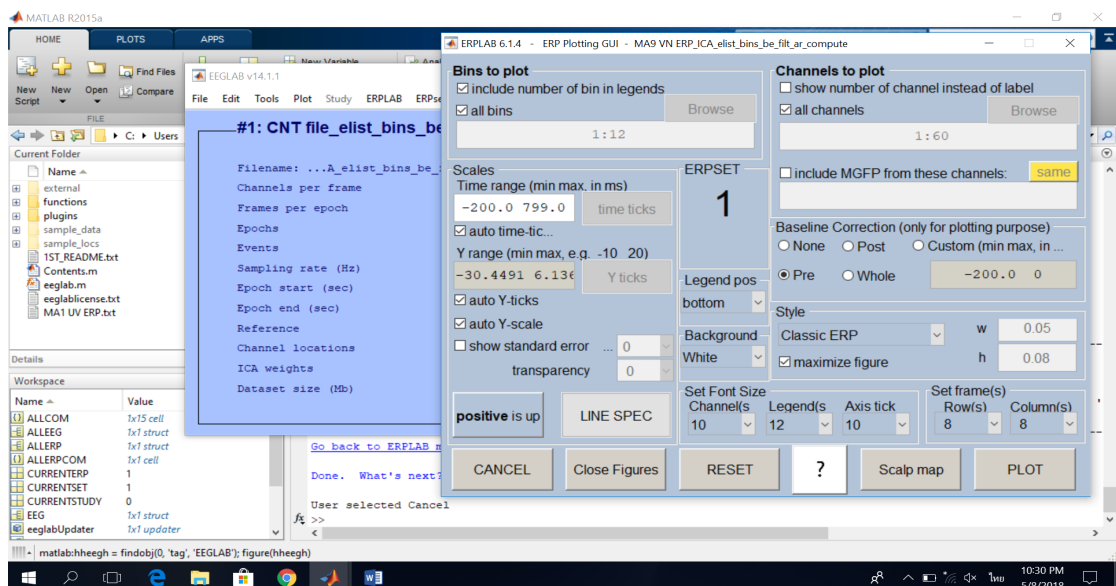 MATLAB R2015a
HOME
PLOTS
APPS
New Script
New
Open
Find Files
Compare
New Variable
FILE
C: Users
Current Folder
Name
external
functions
plugins
sample_data
sample_locs
1ST_README.txt
Contents.m
eeglab.m
eeglablicense.txt
MA1 UV ERP.txt
Details
Workspace
Name Value
ALLCOM 1x15 cell
ALLEEG 1x1 struct
ALLERP 1x1 struct
ALLERPCOM 1x1 cell
CURRENTERP 1
CURRENTSET 1
CURRENTSTUDY 0
EEG 1x1 struct
eeglabUpdater 1x1 updater
EEGLAB v14.1.1
File Edit Tools Plot Study ERPLAB ERPse
#1: CNT file_elist_bins_be
Filename: ...A_elist_bins_be_
Channels per frame
Frames per epoch
Epochs
Events
Sampling rate (Hz)
Epoch start (sec)
Epoch end (sec)
Reference
Channel locations
ICA weights
Dataset size (Mb)
Go back to ERPLAB m
Done. What's next?
User selected Cancel
fx >>
ERPLAB 6.1.4 - ERP Plotting GUI - MA9 VN ERP_ICA_elist_bins_be_filt_ar_compute
Bins to plot
include number of bin in legends
all bins
Browse
1:12
Channels to plot
show number of channel instead of label
all channels
Browse
1:60
include MGFP from these channels:
same
Scales
Time range (min max, in ms)
-200.0 799.0
time ticks
auto time-tic...
Y range (min max, e.g. -10 20)
-30.4491 6.136
Y ticks
auto Y-ticks
auto Y-scale
show standard error ... 0
transparency 0
ERPSET
1
Legend pos
bottom
Background
White
Baseline Correction (only for plotting purpose)
None Post Custom (min max, in ...
Pre Whole -200.0 0
Style
Classic ERP
w 0.05
maximize figure
h 0.08
positive is up
LINE SPEC
Set Font Size
Channel(s Legend(s Axis tick
10 12 10
Set frame(s)
Row(s) Column(s)
8 8
CANCEL
Close Figures
RESET
?
Scalp map
PLOT
matlab:hheegh = findobj(0, 'tag', 'EEGLAB'); figure(hheegh)
ไทย
10:30 PM
5/8/2018